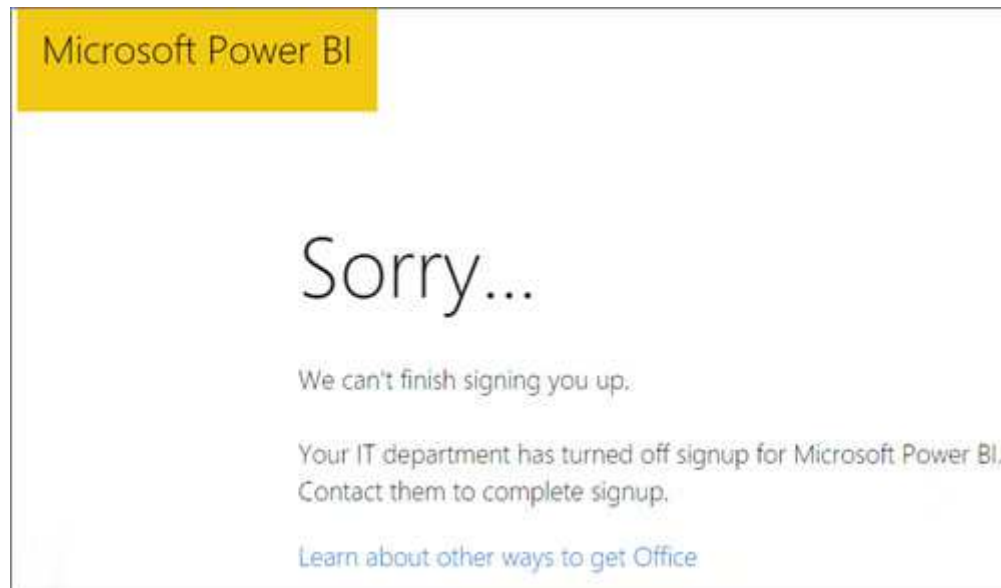 Microsoft Power BI
Sorry...
We can't finish signing you up.
Your IT department has turned off signup for Microsoft Power BI.
Contact them to complete signup.
Learn about other ways to get Office